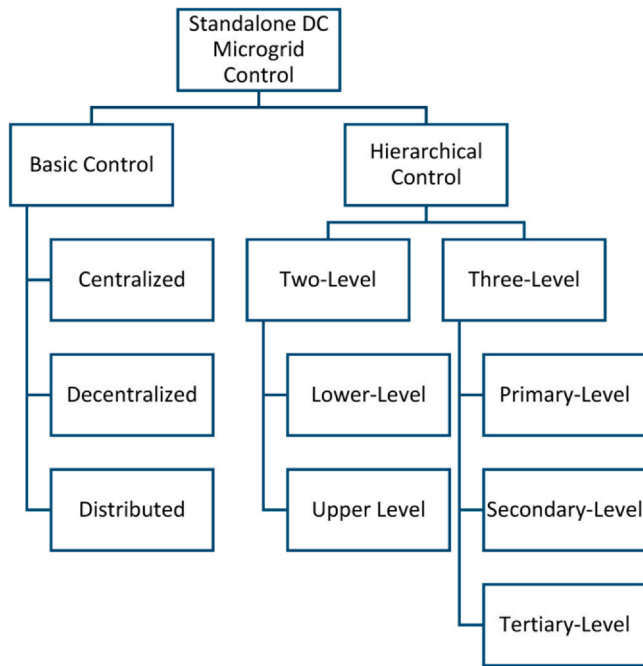 Standalone DC
Microgrid
Control
Basic Control
Hierarchical
Control
Centralized
Decentralized
Distributed
Two-Level
Lower-Level
Upper Level
Three-Level
Primary-Level
Secondary-Level
Tertiary-Level